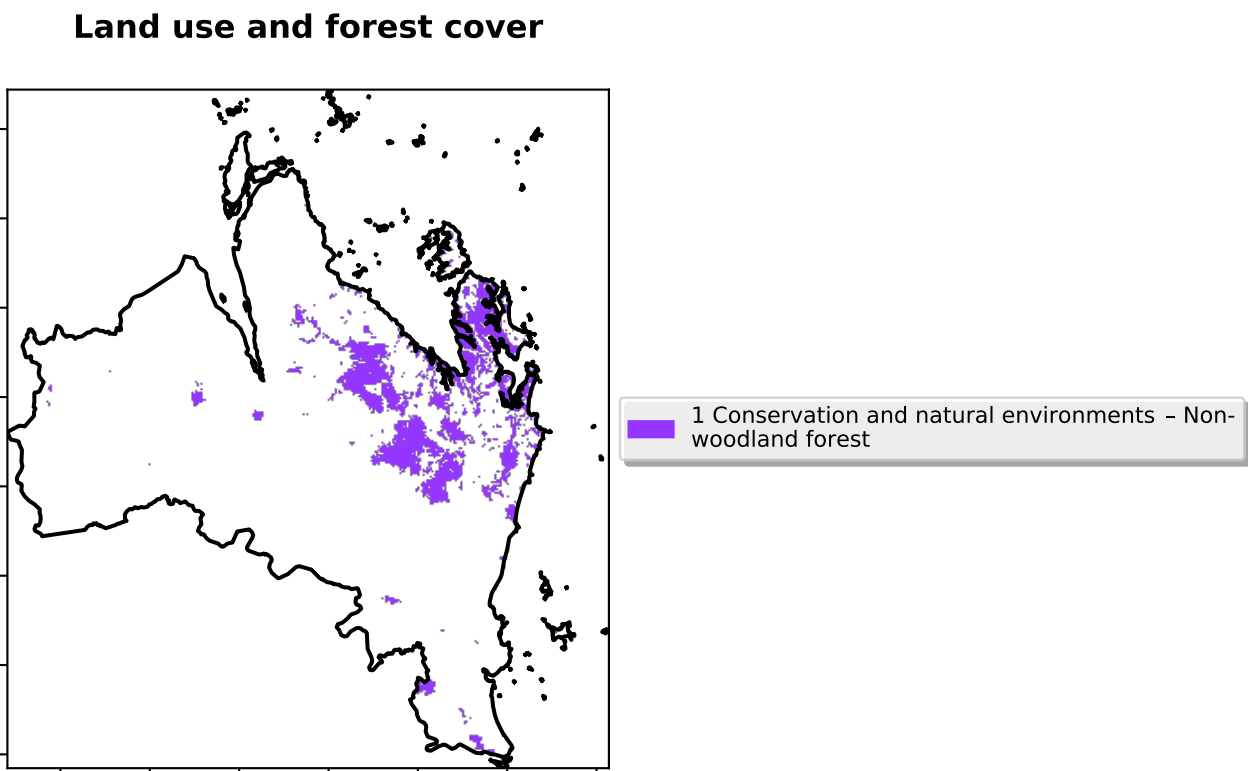 Land use and forest cover
1 Conservation and natural environments – Non-
woodland forest